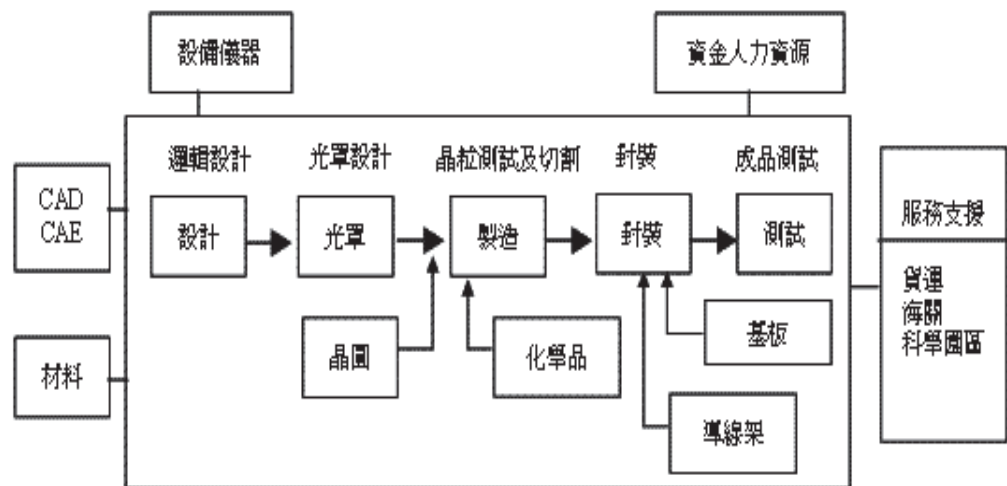 設備儀器
資金人力資源
邏輯設計
光罩設計
晶粒測試及切割
封裝
成品測試
CAD
CAE
設計
光罩
製造
封裝
測試
服務支援
貨運
海關
科學園區
材料
晶圓
化學品
基板
導線架